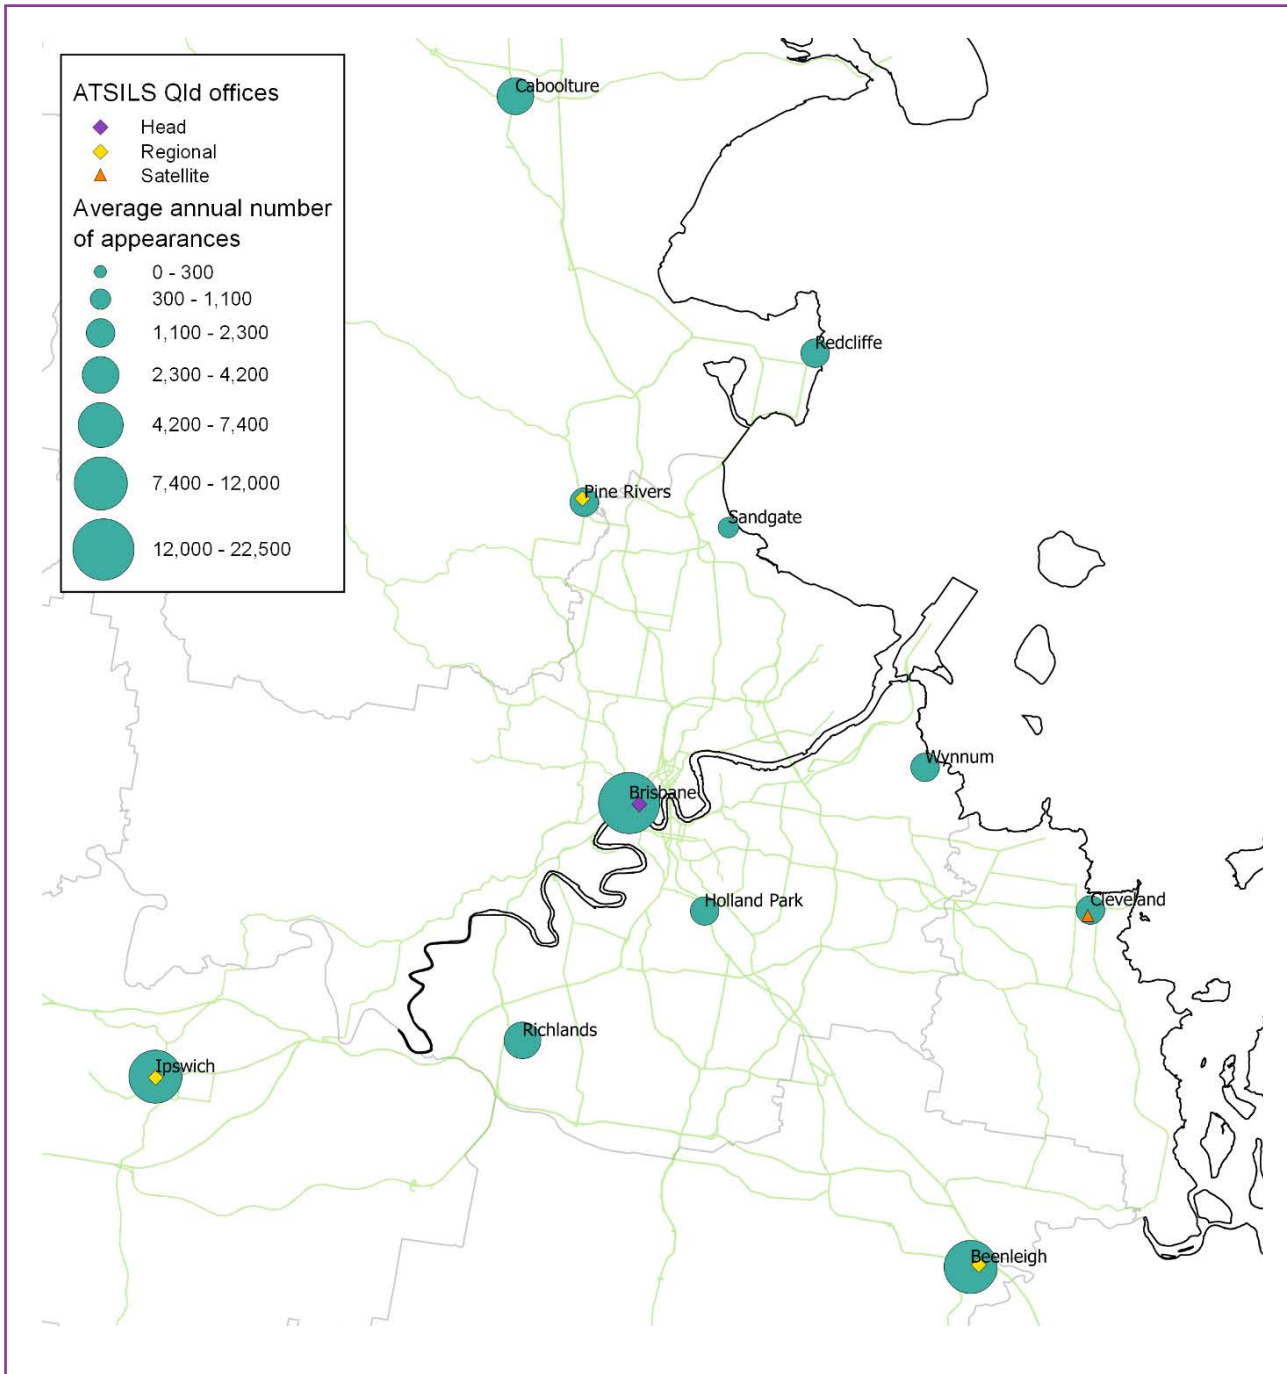 ATSILS Qld offices
Head
Regional
Satellite
Average annual number
of appearances
0 - 300
300 - 1,100
1,100 - 2,300
2,300 - 4,200
4,200 - 7,400
7,400 - 12,000
12,000 - 22,500
Caboolture
Redcliffe
Pine Rivers
Sandgate
Wynnum
Brisbane
Holland Park
Cleveland
Richlands
Ipswich
Beenleigh